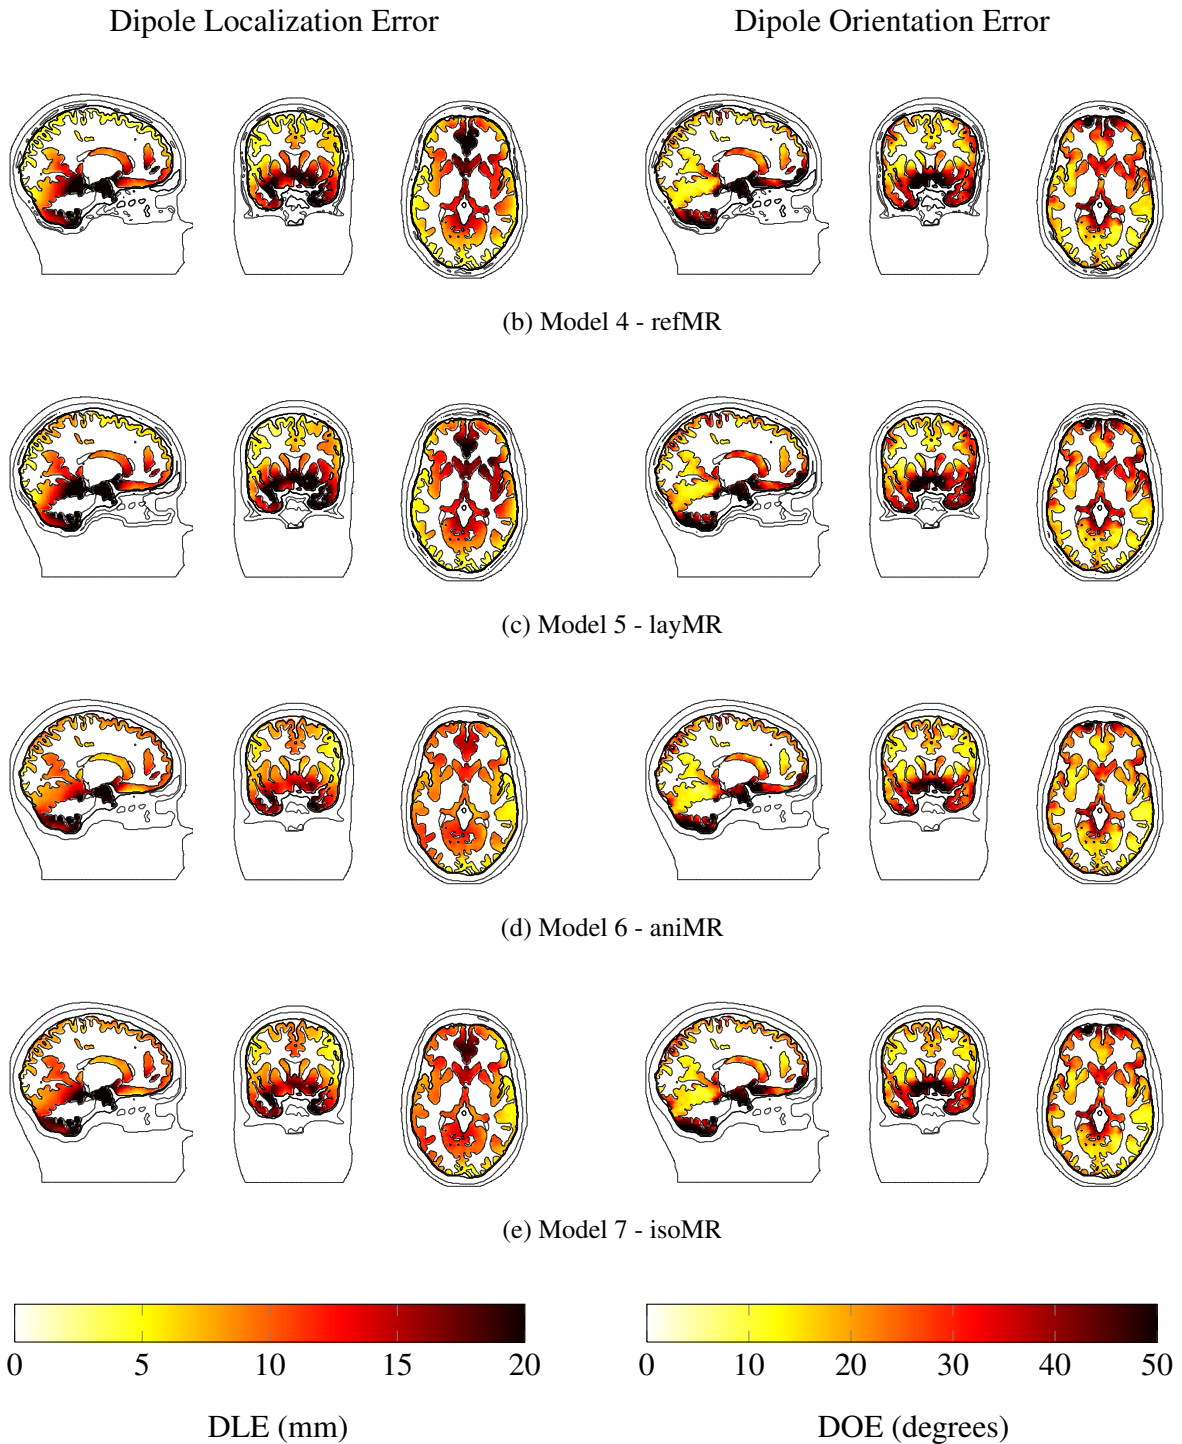 Dipole Localization Error
Dipole Orientation Error
(b) Model 4 - refMR
(c) Model 5 - layMR
(d) Model 6 - aniMR
(e) Model 7 - isoMR
0 5 10 15 20
0 10 20 30 40 50
DLE (mm)
DOE (degrees)